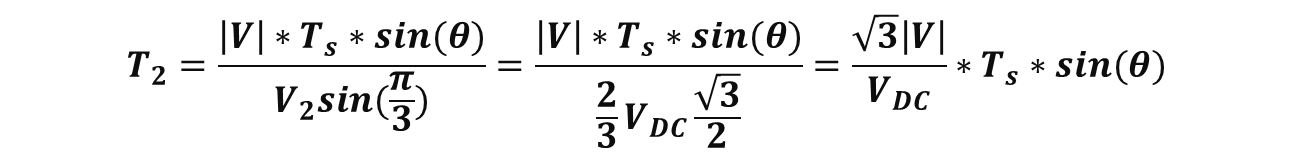 T₂ = |V| * Tₛ * sin(θ) / V₂sin(π/3) = |V| * Tₛ * sin(θ) / 2/3 V_DC √3/2 = √3|V| / V_DC * Tₛ * sin(θ)